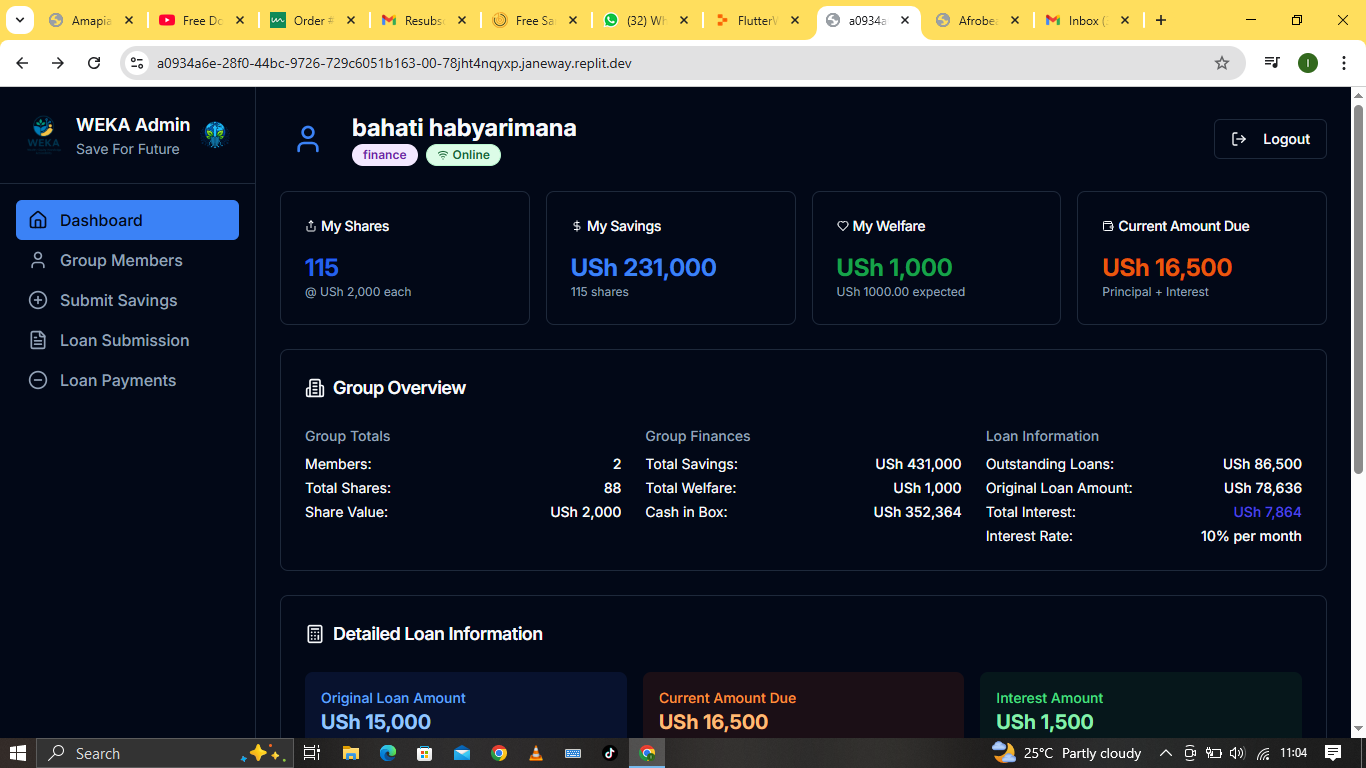 Amapia
Free Do
Order #
Resubs
Free Sa
(32) Wh
FlutterV
a0934a
Afrobea
Inbox (3
a0934a6e-28f0-44bc-9726-729c6051b163-00-78jht4nqyxp.janeway.replit.dev
I
WEKA
WEKA Admin
Save For Future
bahati habyarimana
finance
Online
Logout
Dashboard
Group Members
Submit Savings
Loan Submission
Loan Payments
My Shares
115
@ USh 2,000 each
My Savings
USh 231,000
115 shares
My Welfare
USh 1,000
USh 1000.00 expected
Current Amount Due
USh 16,500
Principal + Interest
Group Overview
Group Totals
Members: 2
Total Shares: 88
Share Value: USh 2,000
Group Finances
Total Savings: USh 431,000
Total Welfare: USh 1,000
Cash in Box: USh 352,364
Loan Information
Outstanding Loans: USh 86,500
Original Loan Amount: USh 78,636
Total Interest: USh 7,864
Interest Rate: 10% per month
Detailed Loan Information
Original Loan Amount
USh 15,000
Current Amount Due
USh 16,500
Interest Amount
USh 1,500
Search
25°C Partly cloudy
11:04